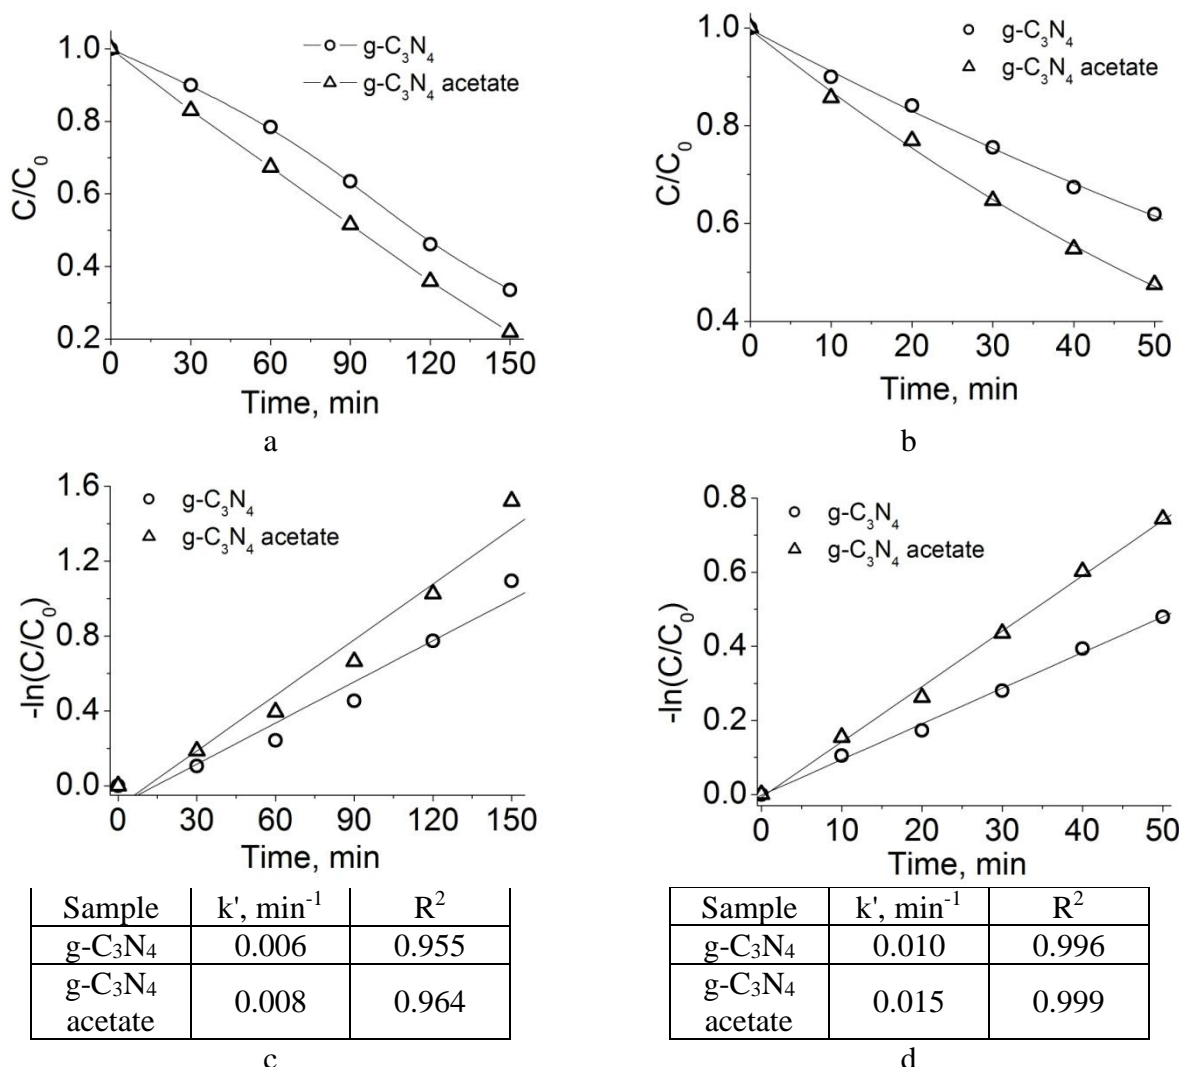 1.0
0.8
0.6
0.4
0.2
C/C₀
g-C₃N₄
g-C₃N₄ acetate
0 30 60 90 120 150
Time, min
a
1.0
0.8
0.6
0.4
C/C₀
g-C₃N₄
g-C₃N₄ acetate
0 10 20 30 40 50
Time, min
b
1.6
1.2
0.8
0.4
0.0
-ln(C/C₀)
g-C₃N₄
g-C₃N₄ acetate
0 30 60 90 120 150
Time, min
Sample k', min⁻¹ R²
g-C₃N₄ 0.006 0.955
g-C₃N₄
acetate 0.008 0.964
c
0.8
0.6
0.4
0.2
0.0
-ln(C/C₀)
g-C₃N₄
g-C₃N₄ acetate
0 10 20 30 40 50
Time, min
Sample k', min⁻¹ R²
g-C₃N₄ 0.010 0.996
g-C₃N₄
acetate 0.015 0.999
d